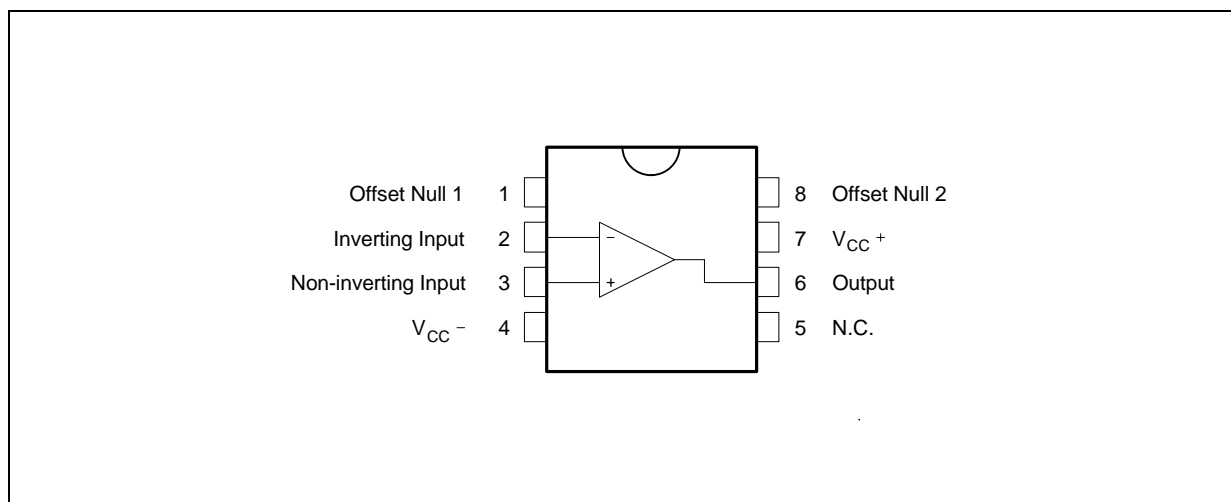 Offset Null 1 1 8 Offset Null 2
Inverting Input 2 − 7 VCC +
Non-inverting Input 3 + 6 Output
VCC − 4 5 N.C.